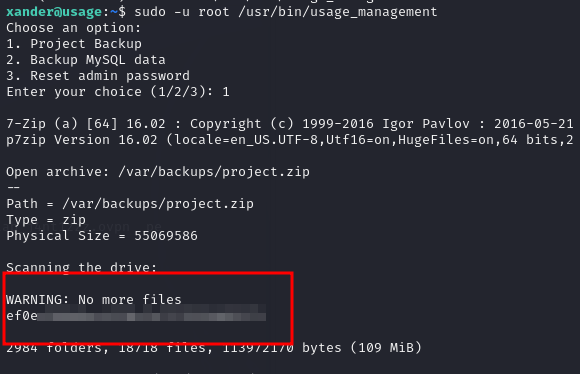 xander@usage:~$ sudo -u root /usr/bin/usage_management
Choose an option:
1. Project Backup
2. Backup MySQL data
3. Reset admin password
Enter your choice (1/2/3): 1
7-Zip (a) [64] 16.02 : Copyright (c) 1999-2016 Igor Pavlov : 2016-05-21
p7zip Version 16.02 (locale=en_US.UTF-8,Utf16=on,HugeFiles=on,64 bits,2
Open archive: /var/backups/project.zip
--
Path = /var/backups/project.zip
Type = zip
Physical Size = 55069586
Scanning the drive:
WARNING: No more files
ef0e
2984 folders, 18718 files, 113972170 bytes (109 MiB)